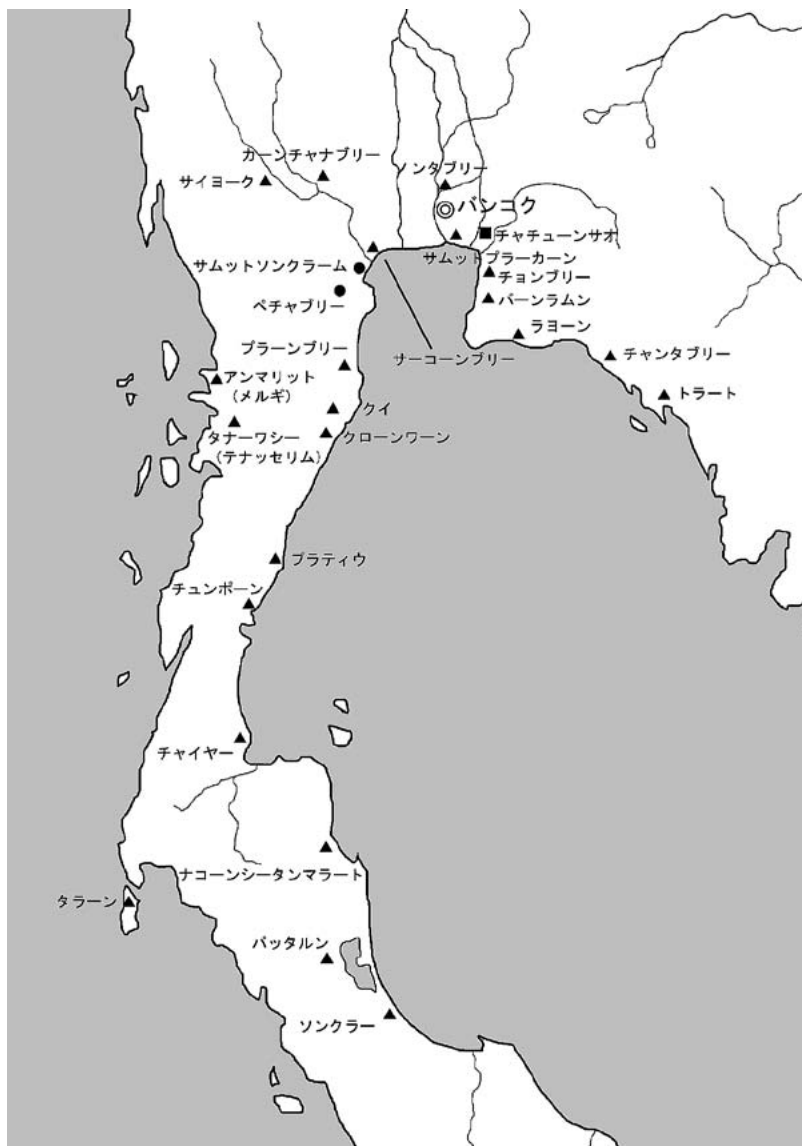 カーンチャナブリー
ノンタブリー
サイヨーク
バンコク
チャチューンサオ
サムットプラーカーン
サムットソンクラーム
チョンブリー
ペチャブリー
バーンラムン
ラヨーン
プラーンブリー
サーコーンブリー
チャンタブリー
アンマリット
(メルギ)
トラート
クイ
タナーワシー
(テナッセリム)
クローンワーン
プラティウ
チュンポーン
チャイヤー
ナコーンシータンマラート
タラーン
パッタルン
ソンクラー